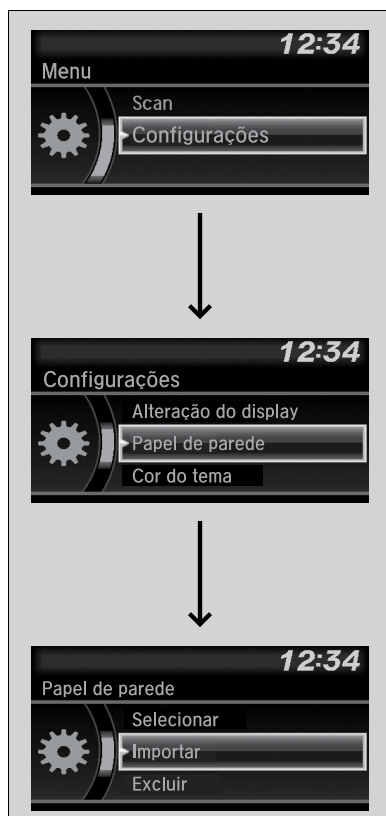 12:34
Menu
Scan
Configurações
12:34
Configurações
Alteração do display
Papel de parede
Cor do tema
12:34
Papel de parede
Selecionar
Importar
Excluir